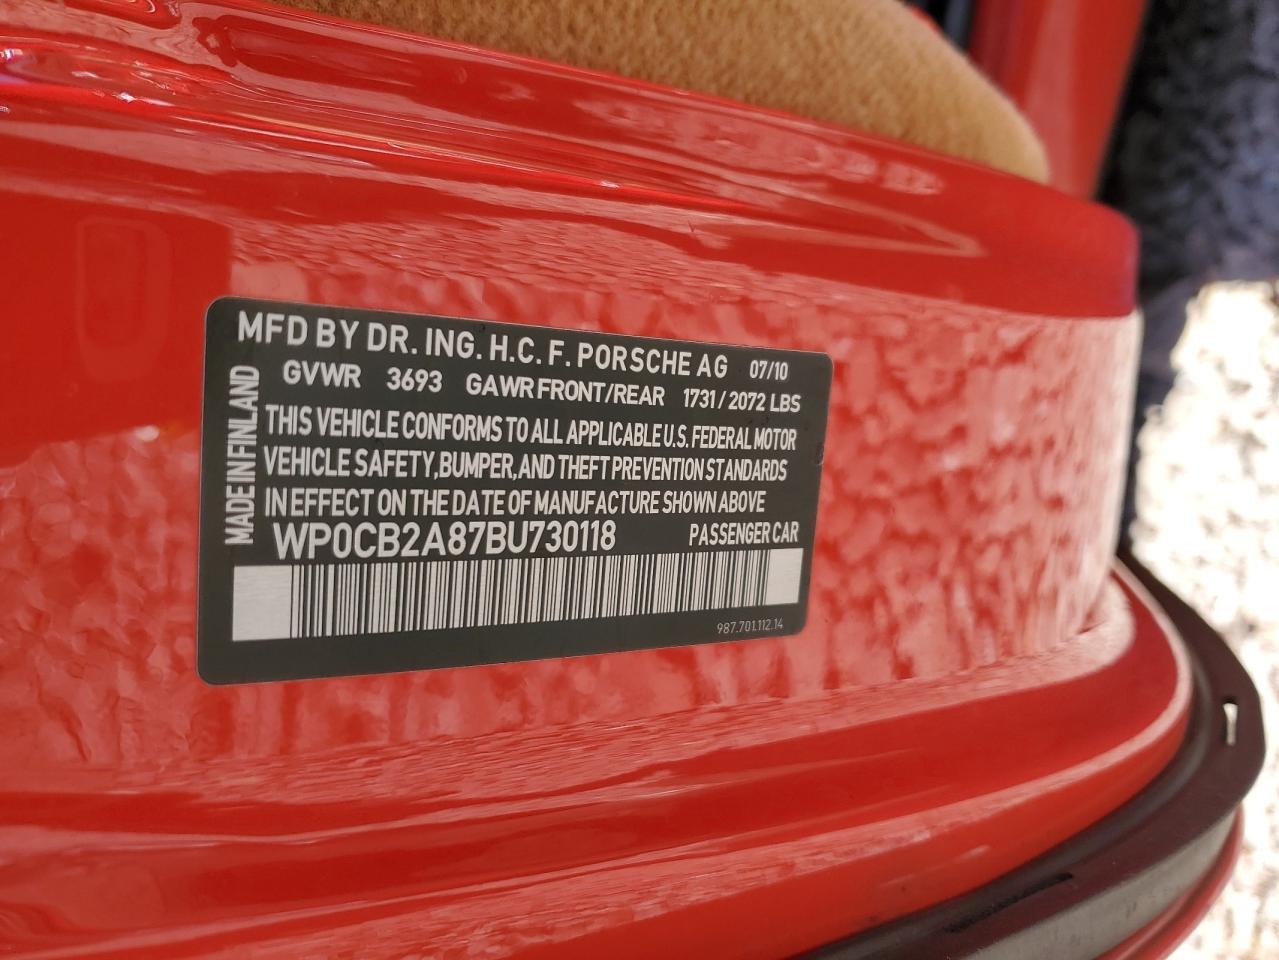 MFD BY DR. ING. H.C. F. PORSCHE AG 07/10
GVWR 3693 GAWR FRONT/REAR 1731 / 2072 LBS
MADE IN FINLAND
THIS VEHICLE CONFORMS TO ALL APPLICABLE U.S. FEDERAL MOTOR
VEHICLE SAFETY, BUMPER, AND THEFT PREVENTION STANDARDS
IN EFFECT ON THE DATE OF MANUFACTURE SHOWN ABOVE
WP0CB2A87BU730118 PASSENGER CAR
987.701.112.14